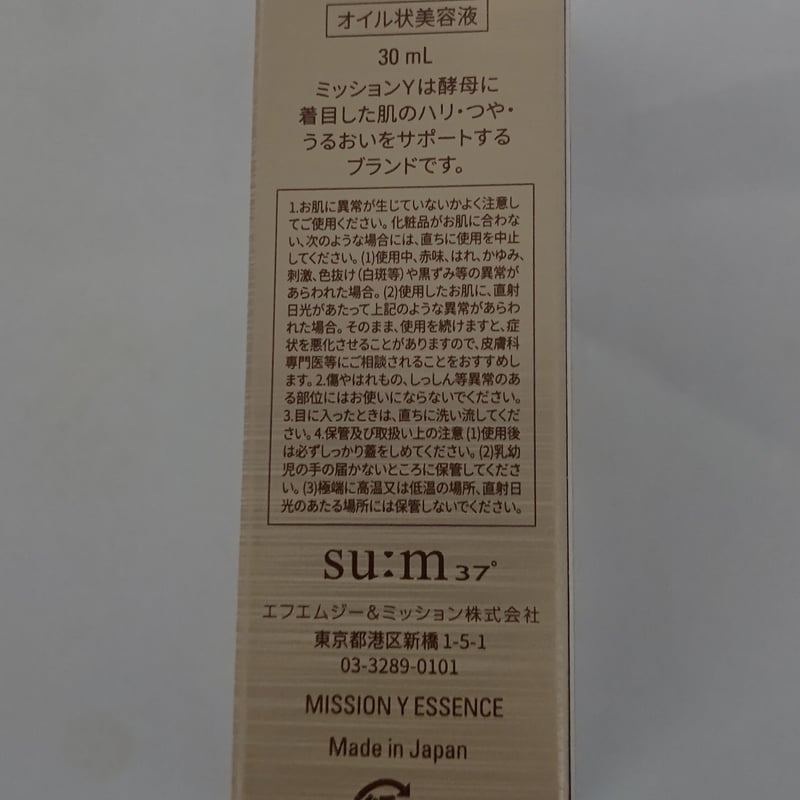 オイル状美容液
30 mL
ミッションYは酵母に
着目した肌のハリ・つや・
うるおいをサポートする
ブランドです。
1.お肌に異常が生じていないかよく注意し
てご使用ください。化粧品がお肌に合わな
い、次のような場合には、直ちに使用を中止
してください。(1)使用中、赤味、はれ、かゆみ、
刺激、色抜け(白斑等)や黒ずみ等の異常が
あらわれた場合。(2)使用したお肌に、直射
日光があたって上記のような異常があらわ
れた場合。そのまま、使用を続けますと、症
状を悪化させることがありますので、皮膚科
専門医等にご相談されることをおすすめし
ます。2.傷やはれもの、しっしん等異常のあ
る部位にはお使いにならないでください。
3.目に入ったときは、直ちに洗い流してくだ
さい。4.保管及び取扱い上の注意(1)使用後
は必ずしっかり蓋をしめてください。(2)乳幼
児の手の届かないところに保管してくださ
い。(3)極端に高温又は低温の場所、直射日
光のあたる場所には保管しないでください。
su:m37°
エフエムジー&ミッション株式会社
東京都港区新橋1-5-1
03-3289-0101
MISSION Y ESSENCE
Made in Japan